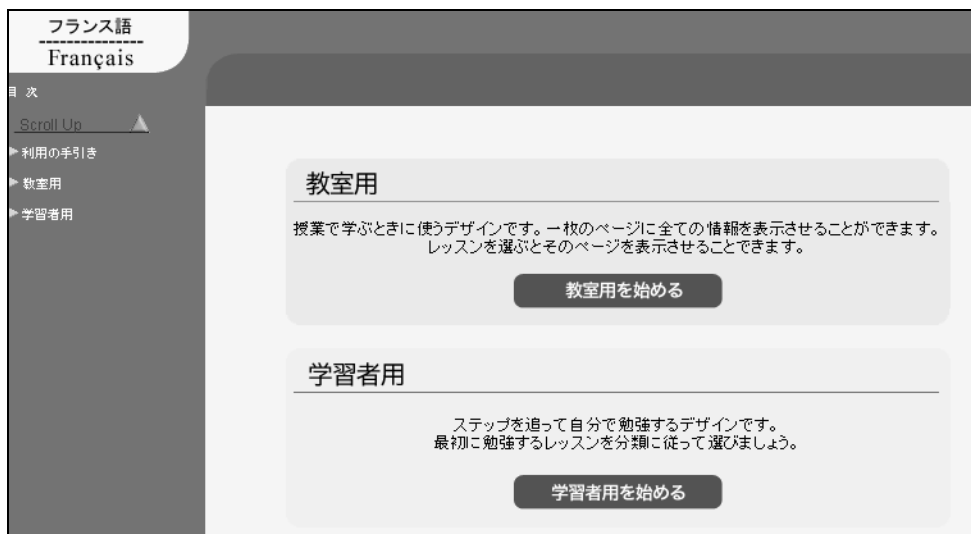 フランス語
Français
目 次
Scroll Up
利用の手引き
教室用
学習者用
教室用
授業で学ぶときに使うデザインです。一枚のページに全ての情報を表示させることができます。
レッスンを選ぶとそのページを表示させることできます。
教室用を始める
学習者用
ステップを追って自分で勉強するデザインです。
最初に勉強するレッスンを分類に従って選びましょう。
学習者用を始める